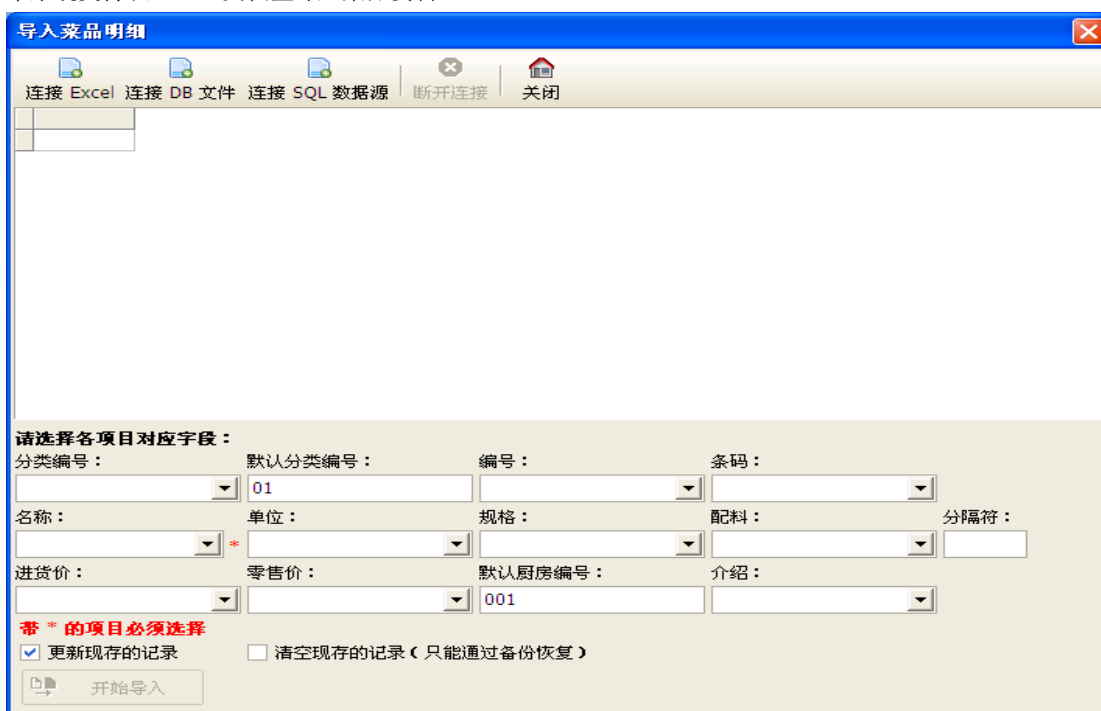 导入菜品明细
连接 Excel 连接 DB 文件 连接 SQL 数据源 断开连接 关闭
请选择各项目对应字段：
分类编号： 默认分类编号： 编号： 条码：
01
名称： 单位： 规格： 配料： 分隔符：
*
进货价： 零售价： 默认厨房编号： 介绍：
001
带 * 的项目必须选择
更新现存的记录 清空现存的记录（只能通过备份恢复）
开始导入